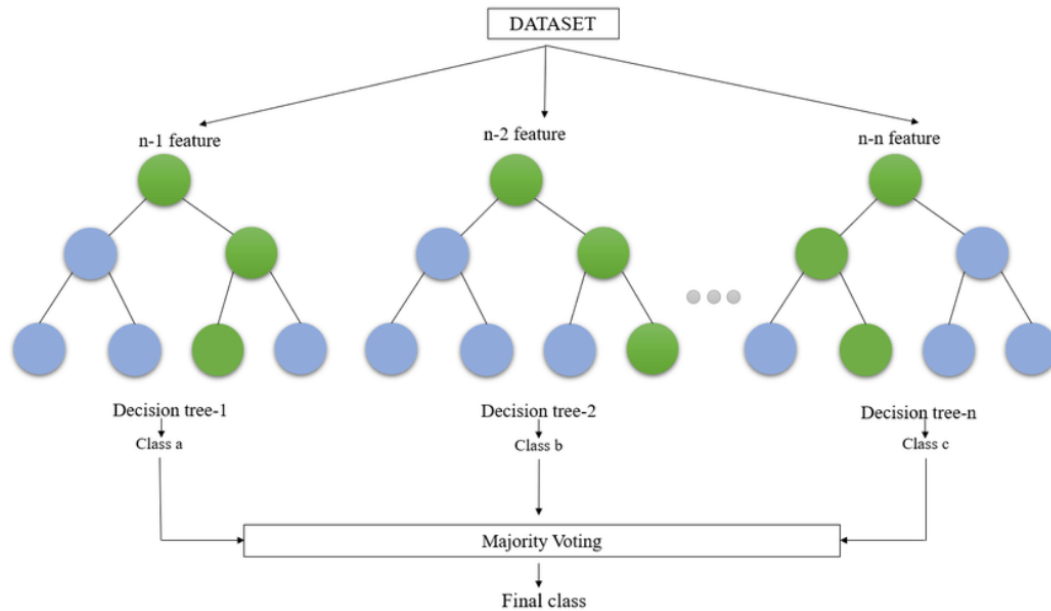 DATASET
n-1 feature
n-2 feature
n-n feature
Decision tree-1
Decision tree-2
Decision tree-n
Class a
Class b
Class c
Majority Voting
Final class